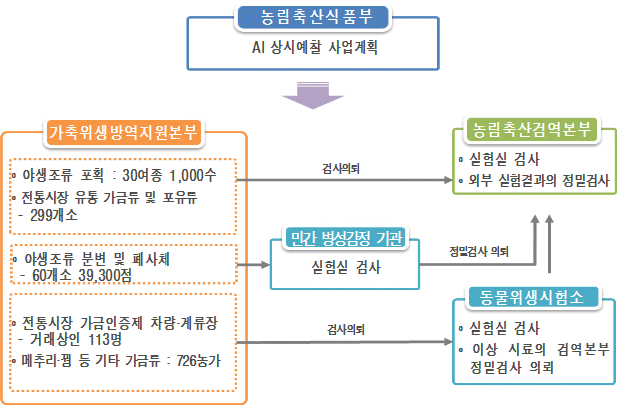 농림축산식품부
AI 상시예찰 사업계획
가축위생방역지원본부
• 야생조류 포획 : 30여종 1,000수
• 전통시장 유통 가금류 및 포유류
- 299개소
• 야생조류 분변 및 폐사체
- 60개소 39,300점
• 전통시장 가금인증제 차량·계류장
- 거래상인 113명
• 메추리·꿩 등 기타 가금류 : 726농가
검사의뢰
민간 병성감정 기관
실험실 검사
정밀검사 의뢰
검사의뢰
농림축산검역본부
• 실험실 검사
• 외부 실험결과의 정밀검사
동물위생시험소
• 실험실 검사
• 이상 시료의 검역본부
정밀검사 의뢰